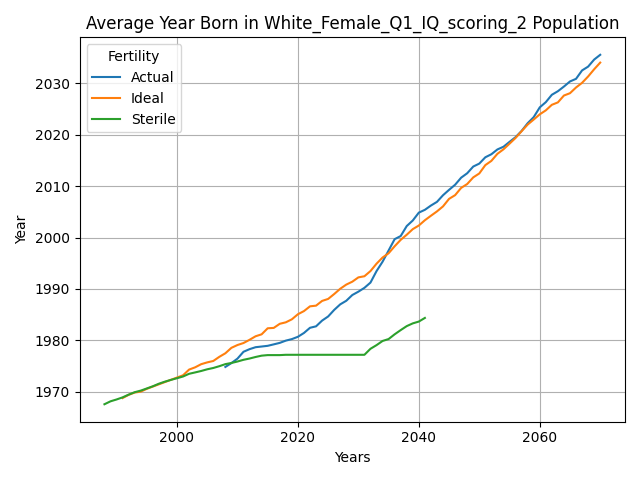 Average Year Born in White_Female_Q1_IQ_scoring_2 Population
Fertility
Actual
Ideal
Sterile
2030
2020
2010
2000
1990
1980
1970
Year
2000
2020
2040
2060
Years